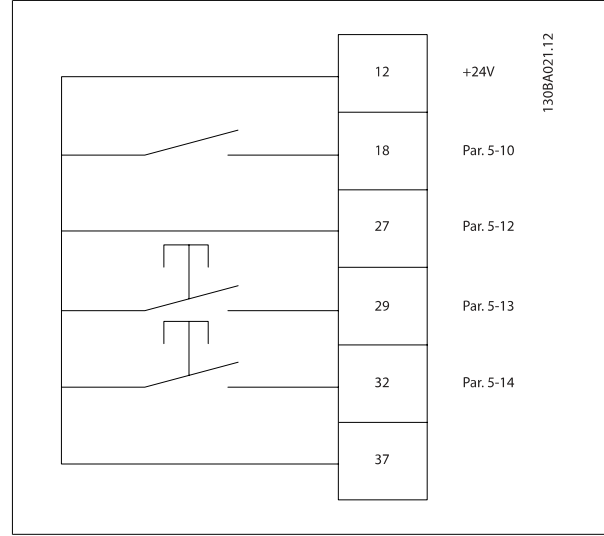 12 +24V
18 Par. 5-10
27 Par. 5-12
29 Par. 5-13
32 Par. 5-14
37
130BA021.12